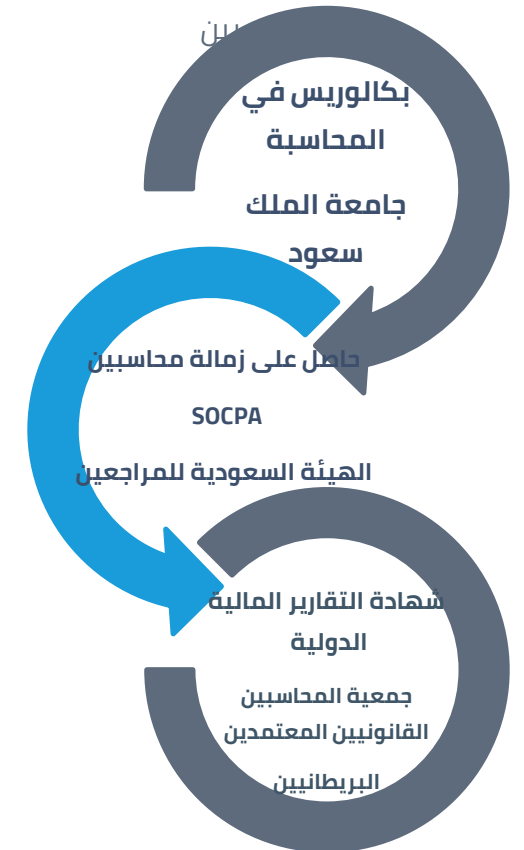 بكالوريس في
المحاسبة
جامعة الملك
سعود
حاصل على زمالة محاسبين
SOCPA
الهيئة السعودية للمراجعين
شهادة التقارير المالية
الدولية
جمعية المحاسبين
القانونيين المعتمدين
البريطانيين